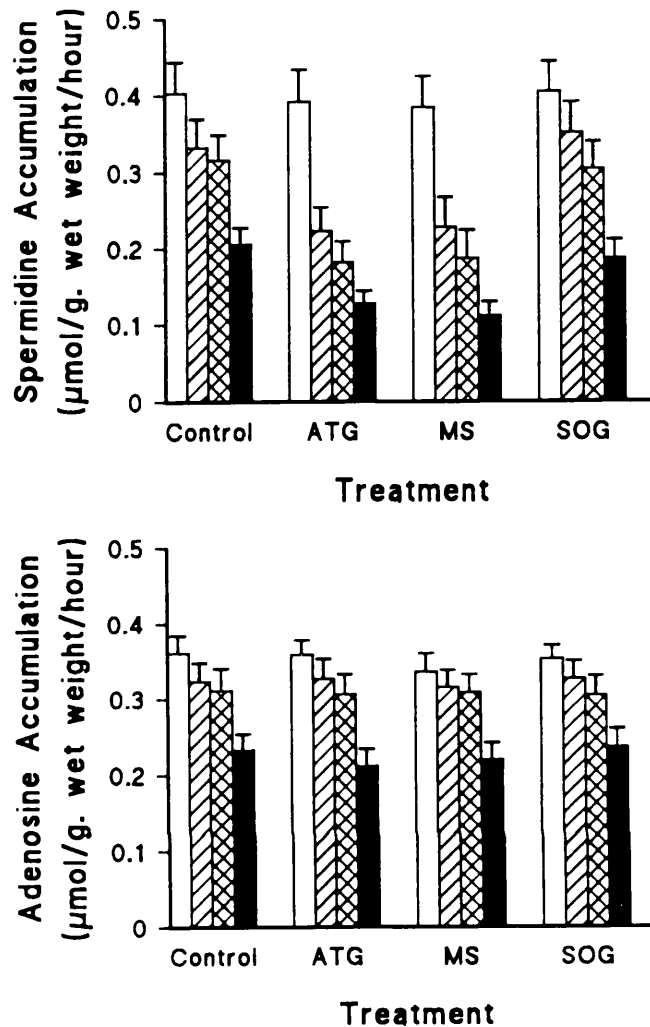 Spermidine Accumulation
(µmol/g. wet weight/hour)
0.5
0.4
0.3
0.2
0.1
0
Control ATG MS SOG
Treatment
Adenosine Accumulation
(µmol/g. wet weight/hour)
0.5
0.4
0.3
0.2
0.1
0
Control ATG MS SOG
Treatment